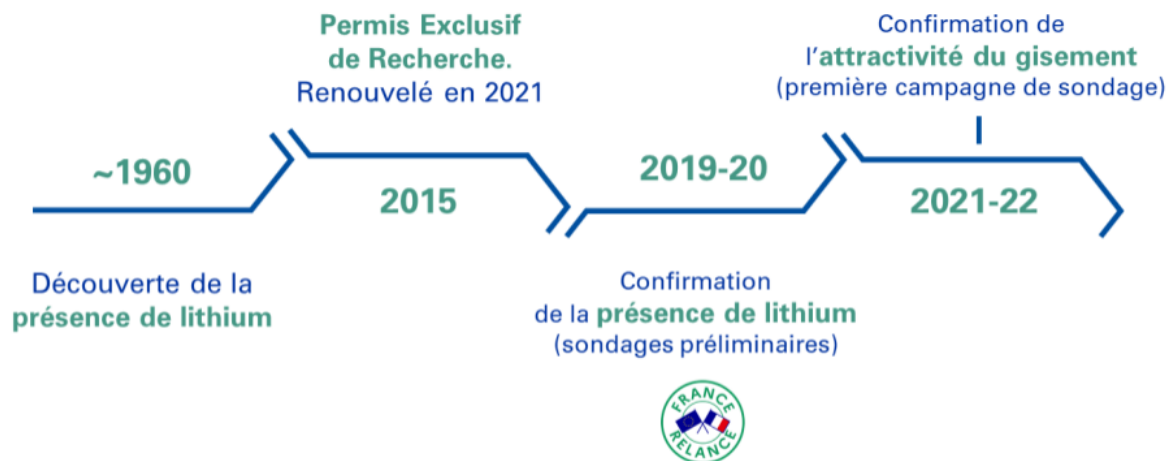 ~1960
Découverte de la
présence de lithium
Permis Exclusif
de Recherche.
Renouvelé en 2021
2015
2019-20
Confirmation
de la présence de lithium
(sondages préliminaires)
FRANCE
RELANCE
Confirmation de
l'attractivité du gisement
(première campagne de sondage)
2021-22